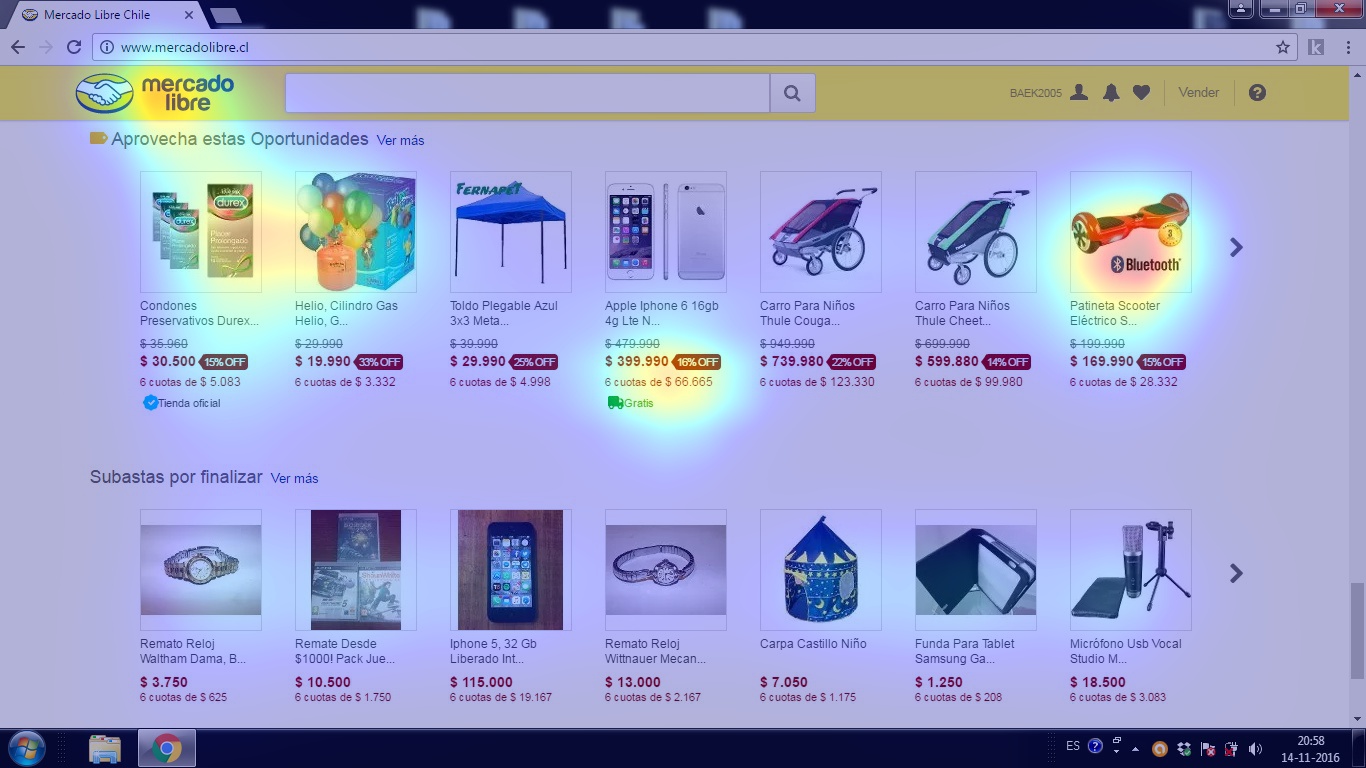 Mercado Libre Chile
www.mercadolibre.cl
mercado
libre
BAEK2005
Vender
Aprovecha estas Oportunidades Ver más
durex
FERNAPET
Bluetooth
Condones
Preservativos Durex...
$ 35.960
$ 30.500 15% OFF
6 cuotas de $ 5.083
Tienda oficial
Helio, Cilindro Gas
Helio, G...
$ 29.990
$ 19.990 33% OFF
6 cuotas de $ 3.332
Toldo Plegable Azul
3x3 Meta...
$ 39.990
$ 29.990 25% OFF
6 cuotas de $ 4.998
Apple Iphone 6 16gb
4g Lte N...
$ 479.990
$ 399.990 16% OFF
6 cuotas de $ 66.665
Gratis
Carro Para Niños
Thule Couga...
$ 949.990
$ 739.980 22% OFF
6 cuotas de $ 123.330
Carro Para Niños
Thule Cheet...
$ 699.990
$ 599.880 14% OFF
6 cuotas de $ 99.980
Patineta Scooter
Eléctrico S...
$ 199.990
$ 169.990 15% OFF
6 cuotas de $ 28.332
Subastas por finalizar Ver más
Remato Reloj
Waltham Dama, B...
$ 3.750
6 cuotas de $ 625
Remate Desde
$1000! Pack Jue...
$ 10.500
6 cuotas de $ 1.750
Iphone 5, 32 Gb
Liberado Int...
$ 115.000
6 cuotas de $ 19.167
Remato Reloj
Wittnauer Mecan...
$ 13.000
6 cuotas de $ 2.167
Carpa Castillo Niño
$ 7.050
6 cuotas de $ 1.175
Funda Para Tablet
Samsung Ga...
$ 1.250
6 cuotas de $ 208
Micrófono Usb Vocal
Studio M...
$ 18.500
6 cuotas de $ 3.083
ES
20:58
14-11-2016